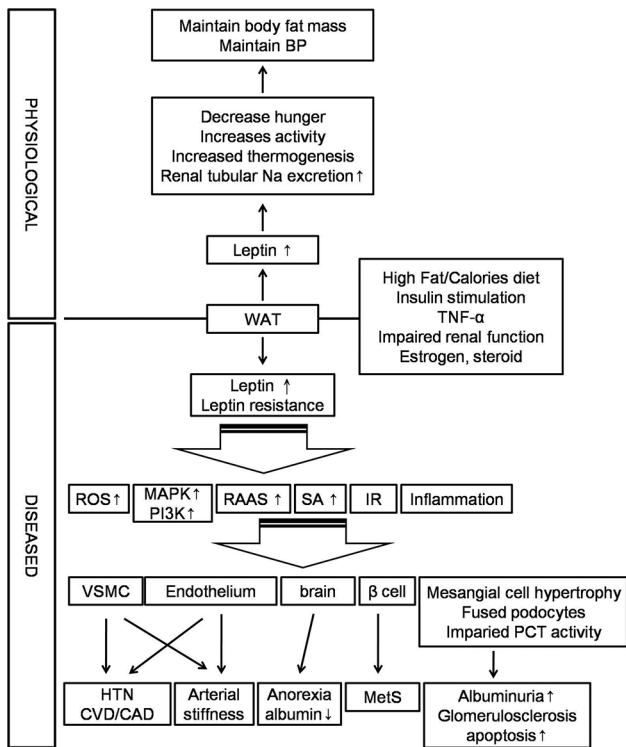 PHYSIOLOGICAL
Maintain body fat mass
Maintain BP
Decrease hunger
Increases activity
Increased thermogenesis
Renal tubular Na excretion ↑
Leptin ↑
WAT
High Fat/Calories diet
Insulin stimulation
TNF-α
Impaired renal function
Estrogen, steroid
DISEASED
Leptin ↑
Leptin resistance
ROS ↑
MAPK ↑
PI3K ↑
RAAS ↑
SA ↑
IR
Inflammation
VSMC
Endothelium
brain
β cell
Mesangial cell hypertrophy
Fused podocytes
Imparied PCT activity
HTN
CVD/CAD
Arterial
stiffness
Anorexia
albumin ↓
MetS
Albuminuria ↑
Glomerulosclerosis
apoptosis ↑